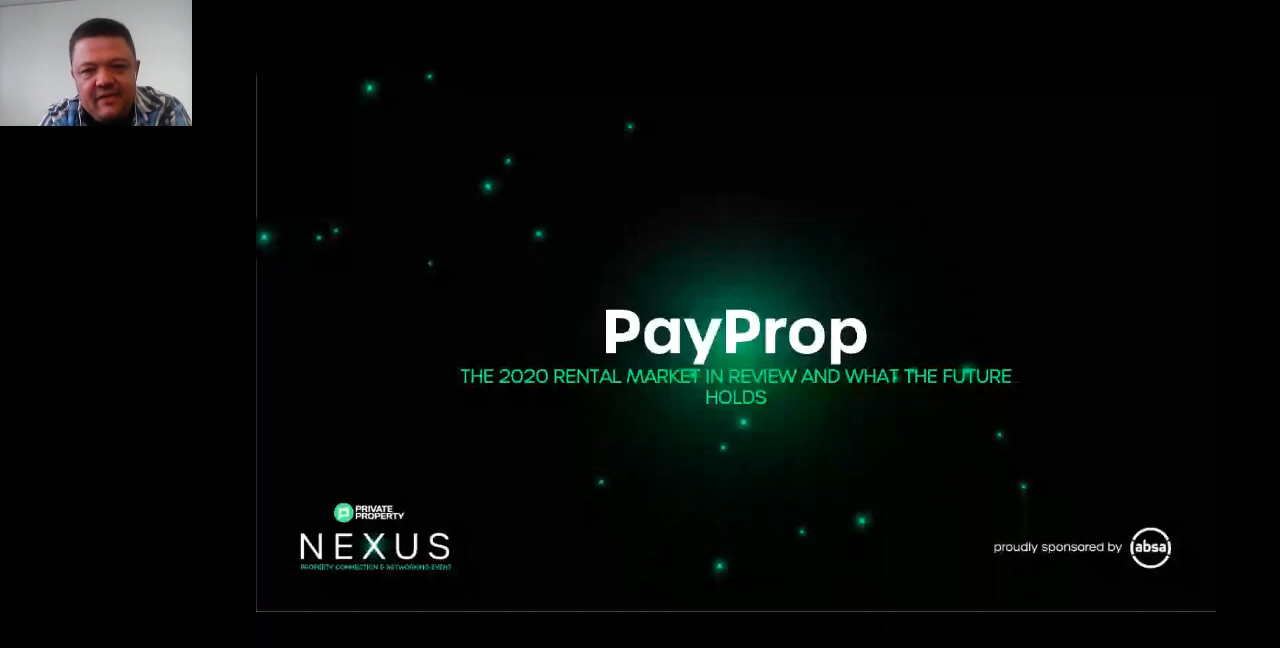 PayProp
THE 2020 RENTAL MARKET IN REVIEW AND WHAT THE FUTURE
HOLDS
PRIVATE
PROPERTY
NEXUS
PROPERTY CONNECTION & NETWORKING EVENT
proudly sponsored by (absa)